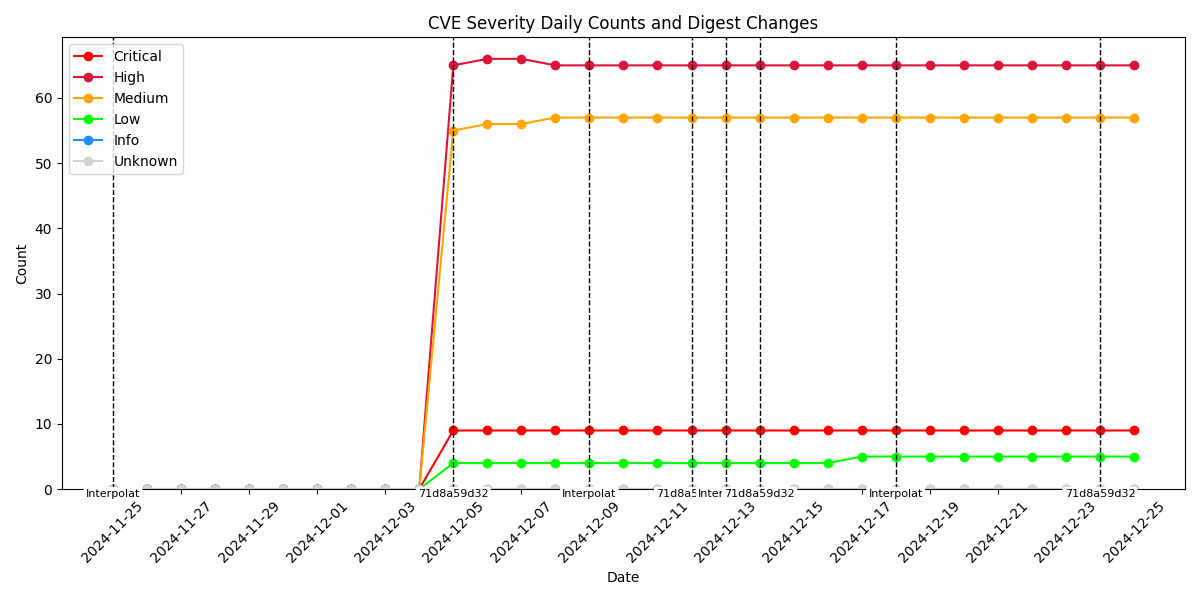 CVE Severity Daily Counts and Digest Changes
Critical
High
Medium
Low
Info
Unknown
Count
60
50
40
30
20
10
0
Interpolat
71d8a59d32
Interpolat
71d8a5
Inter
71d8a59d32
Interpolat
71d8a59d32
2024-11-25
2024-11-27
2024-11-29
2024-12-01
2024-12-03
2024-12-05
2024-12-07
2024-12-09
2024-12-11
2024-12-13
2024-12-15
2024-12-17
2024-12-19
2024-12-21
2024-12-23
2024-12-25
Date